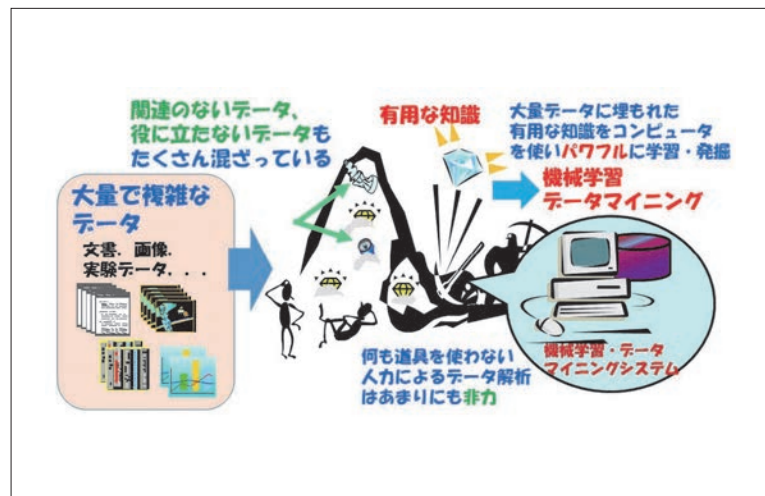 関連のないデータ、
役に立たないデータも
たくさん混ざっている
有用な知識
大量データに埋もれた
有用な知識をコンピュータ
を使いパワフルに学習・発掘
機械学習
データマイニング
大量で複雑な
データ
文書、画像、
実験データ、．．
何も道具を使わない
人力によるデータ解析
はあまりにも非力
機械学習・データ
マイニングシステム